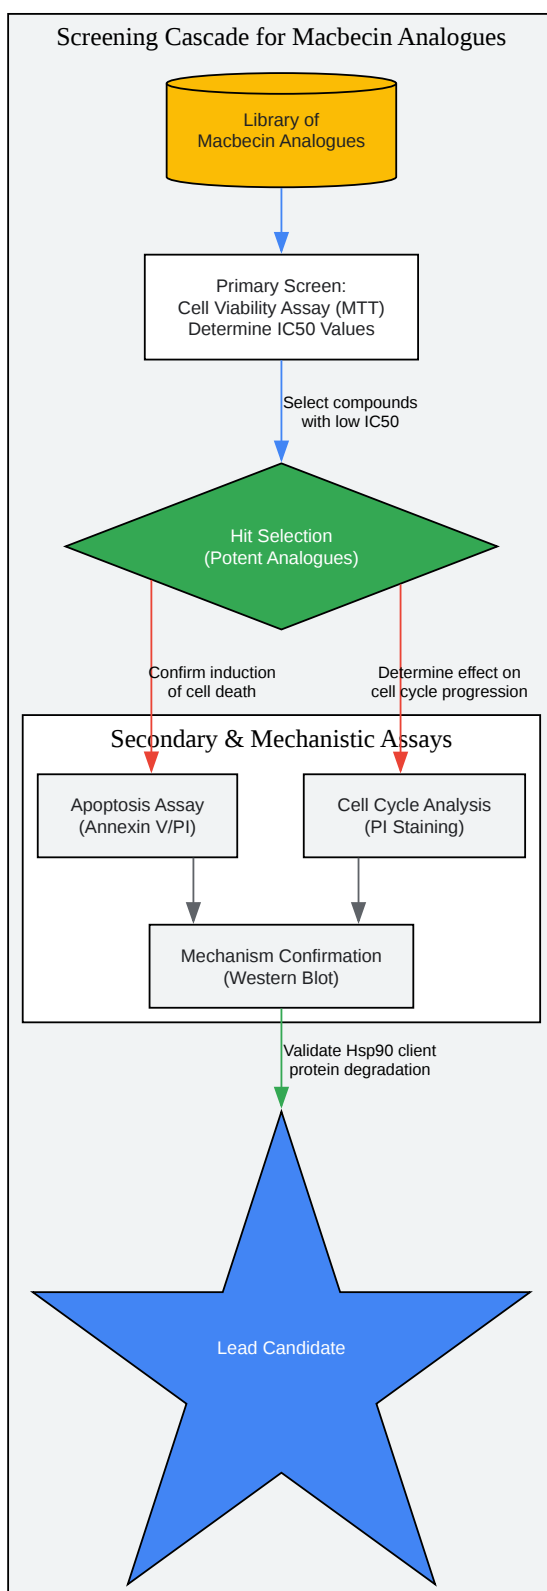 Screening Cascade for Macbecin Analogues
Library of
Macbecin Analogues
Primary Screen:
Cell Viability Assay (MTT)
Determine IC50 Values
Select compounds
with low IC50
Hit Selection
(Potent Analogues)
Confirm induction
of cell death
Determine effect on
cell cycle progression
Secondary & Mechanistic Assays
Apoptosis Assay
(Annexin V/PI)
Cell Cycle Analysis
(PI Staining)
Mechanism Confirmation
(Western Blot)
Validate Hsp90 client
protein degradation
Lead Candidate